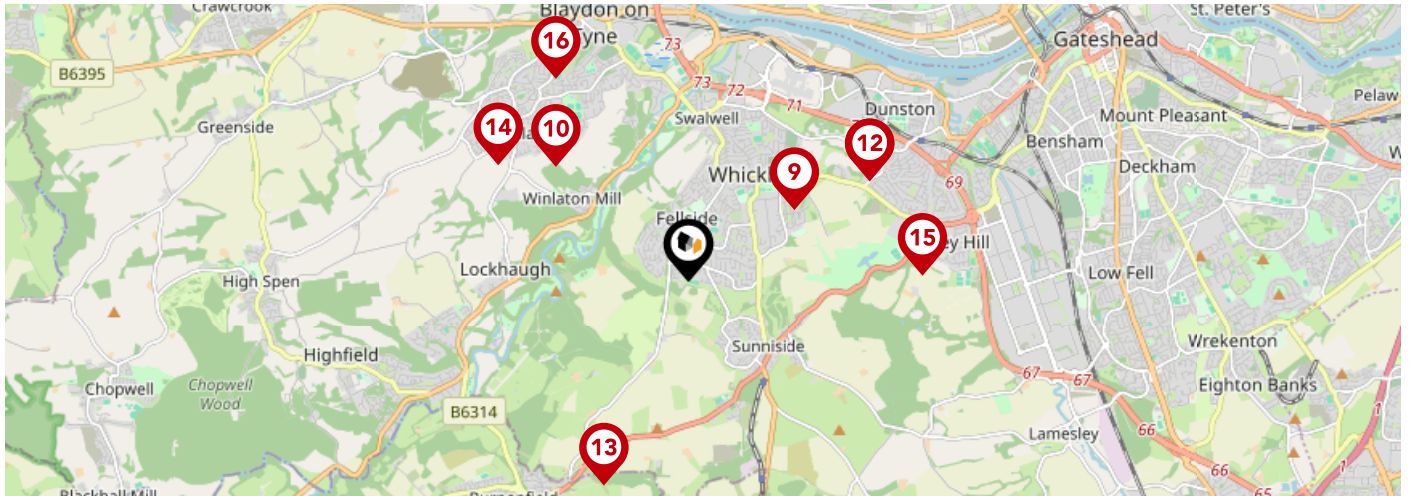 Crawcrook
Blaydon on
Tyne
St. Peter's
16
73
Gateshead
B6395
73
72
71
Pelaw
Greenside
Swalwell
Dunston
Mount Pleasant
14
10
12
Bensham
Deckham
Whick
9
69
Winlaton Mill
Fellside
15
ey Hill
High Spen
Lockhaugh
Low Fell
Sunniside
Wrekenton
Highfield
Chopwell
Chopwell
Wood
67
67
Eighton Banks
B6314
1
13
66
Lamesley
66
1
65
Blackhall Mill
Burnopfield